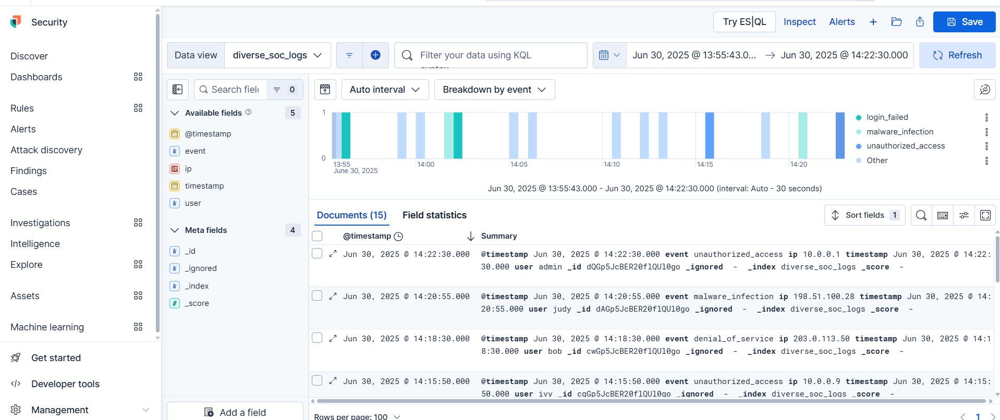 Security
Try ES|QL
Inspect
Alerts
Save
Discover
Dashboards
Rules
Alerts
Attack discovery
Findings
Cases
Investigations
Intelligence
Explore
Assets
Machine learning
Get started
Developer tools
Management
Data view
diverse_soc_logs
Filter your data using KQL
syntax
Jun 30, 2025 @ 13:55:43.0... → Jun 30, 2025 @ 14:22:30.000
Refresh
Search fiel
0
Available fields
5
@timestamp
event
ip
timestamp
user
Meta fields
4
_id
_ignored
_index
_score
Add a field
Auto interval
Breakdown by event
1
0
13:55
June 30, 2025
14:00
14:05
14:10
14:15
14:20
login_failed
malware_infection
unauthorized_access
Other
Jun 30, 2025 @ 13:55:43.000 - Jun 30, 2025 @ 14:22:30.000 (interval: Auto - 30 seconds)
Documents (15)
Field statistics
Sort fields 1
@timestamp
Summary
Jun 30, 2025 @ 14:22:30.000
@timestamp Jun 30, 2025 @ 14:22:30.000 event unauthorized_access ip 10.0.0.1 timestamp Jun 30, 2025 @ 14:22:
30.000 user admin _id dQGp5JcBER20flQUl0go _ignored - _index diverse_soc_logs _score -
Jun 30, 2025 @ 14:20:55.000
@timestamp Jun 30, 2025 @ 14:20:55.000 event malware_infection ip 198.51.100.28 timestamp Jun 30, 2025 @ 14:
20:55.000 user judy _id dAGp5JcBER20flQUl0go _ignored - _index diverse_soc_logs _score -
Jun 30, 2025 @ 14:18:30.000
@timestamp Jun 30, 2025 @ 14:18:30.000 event denial_of_service ip 203.0.113.50 timestamp Jun 30, 2025 @ 14:1
8:30.000 user bob _id cwGp5JcBER20flQUl0go _ignored - _index diverse_soc_logs _score -
Jun 30, 2025 @ 14:15:50.000
@timestamp Jun 30, 2025 @ 14:15:50.000 event unauthorized_access ip 10.0.0.9 timestamp Jun 30, 2025 @ 14:15:
50.000 user ivy _id cgGp5JcBER20flQUl0go _ignored - _index diverse_soc_logs _score -
Rows per page: 100
1